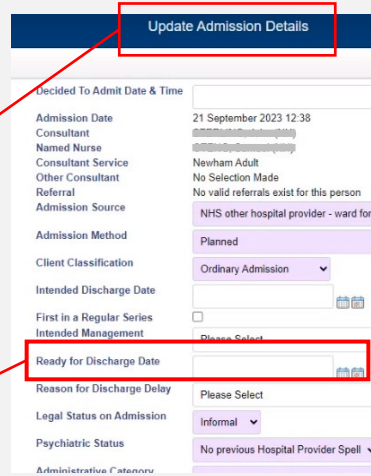 Update Admission Details
Decided To Admit Date & Time
Admission Date 21 September 2023 12:38
Consultant
Named Nurse
Consultant Service Newham Adult
Other Consultant No Selection Made
Referral No valid referrals exist for this person
Admission Source NHS other hospital provider - ward for
Admission Method Planned
Client Classification Ordinary Admission
Intended Discharge Date
First in a Regular Series
Intended Management Please Select
Ready for Discharge Date
Reason for Discharge Delay Please Select
Legal Status on Admission Informal
Psychiatric Status No previous Hospital Provider Spell
Administrative Category